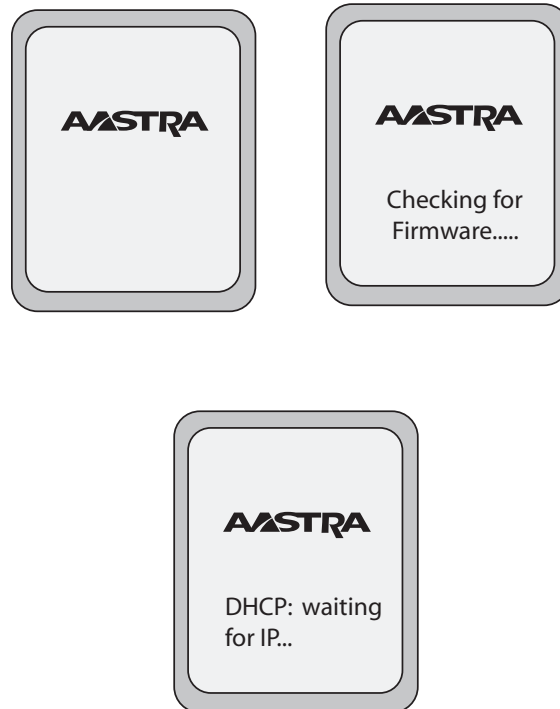 AASTRA
AASTRA
Checking for
Firmware.....
AASTRA
DHCP: waiting
for IP...